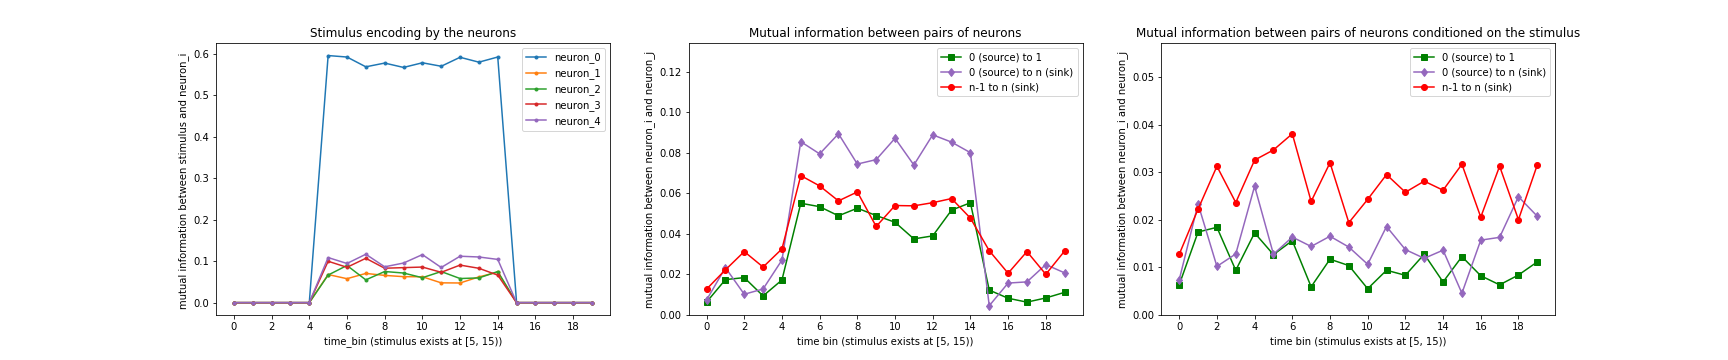 Stimulus encoding by the neurons
mutual information between stimulus and neuron_i
0.6
0.5
0.4
0.3
0.2
0.1
0.0
neuron_0
neuron_1
neuron_2
neuron_3
neuron_4
0 2 4 6 8 10 12 14 16 18
time_bin (stimulus exists at [5, 15))
Mutual information between pairs of neurons
mutual information between neuron_i and neuron_j
0.12
0.10
0.08
0.06
0.04
0.02
0.00
0 (source) to 1
0 (source) to n (sink)
n-1 to n (sink)
0 2 4 6 8 10 12 14 16 18
time bin (stimulus exists at [5, 15))
Mutual information between pairs of neurons conditioned on the stimulus
mutual information between neuron_i and neuron_j
0.05
0.04
0.03
0.02
0.01
0.00
0 (source) to 1
0 (source) to n (sink)
n-1 to n (sink)
0 2 4 6 8 10 12 14 16 18
time bin (stimulus exists at [5, 15))